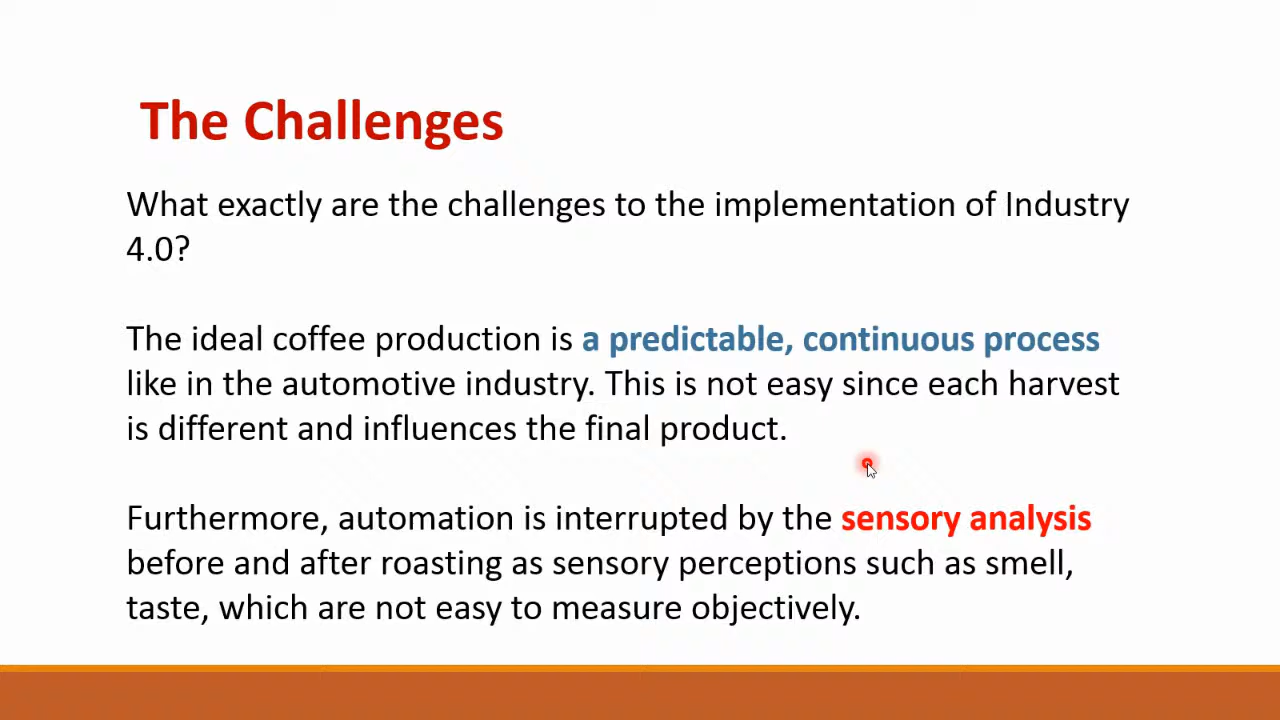 The Challenges
What exactly are the challenges to the implementation of Industry
4.0?
The ideal coffee production is a predictable, continuous process
like in the automotive industry. This is not easy since each harvest
is different and influences the final product.
Furthermore, automation is interrupted by the sensory analysis
before and after roasting as sensory perceptions such as smell,
taste, which are not easy to measure objectively.